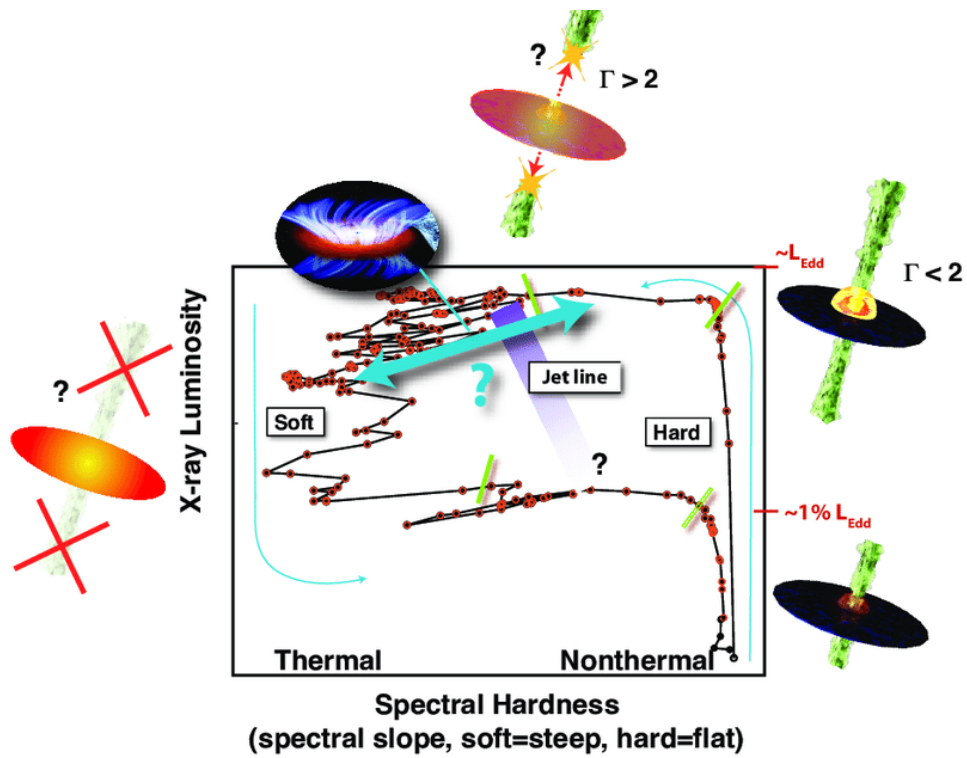 ?
Γ > 2
~L_Edd
Γ < 2
?
X-ray Luminosity
?
Jet line
Soft
Hard
?
~1% L_Edd
Thermal
Nonthermal
Spectral Hardness
(spectral slope, soft=steep, hard=flat)